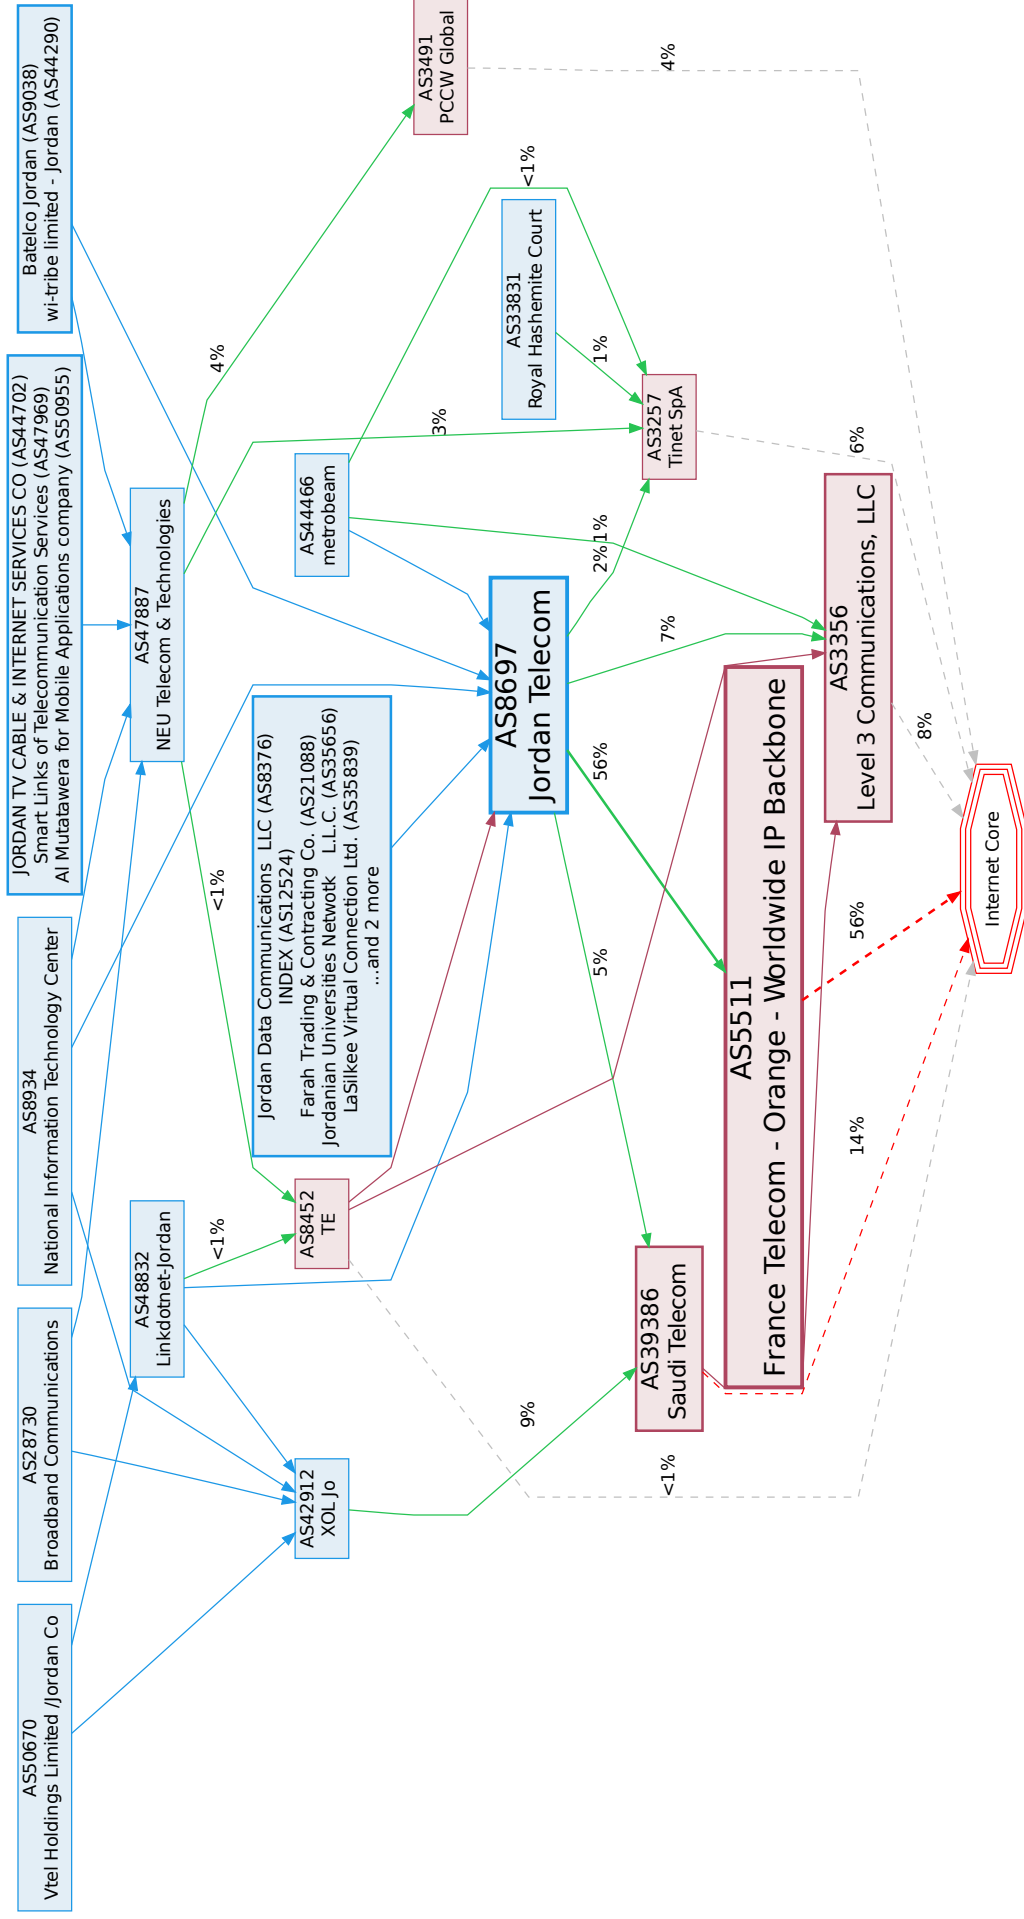 AS50670
Vtel Holdings Limited /Jordan Co
AS28730
Broadband Communications
AS8934
National Information Technology Center
JORDAN TV CABLE & INTERNET SERVICES CO (AS44702)
Smart Links of Telecommunication Services (AS47969)
Al Mutatawera for Mobile Applications company (AS50955)
Batelco Jordan (AS9038)
wi-tribe limited - Jordan (AS44290)
AS48832
Linkdotnet-Jordan
AS47887
NEU Telecom & Technologies
<1%
<1%
4%
AS42912
XOL Jo
AS8452
TE
Jordan Data Communications LLC (AS8376)
INDEX (AS12524)
Farah Trading & Contracting Co. (AS21088)
Jordanian Universities Network L.L.C. (AS35656)
LaSilkee Virtual Connection Ltd. (AS35839)
...and 2 more
AS44466
metrobeam
3%
AS3491
PCCW Global
9%
AS8697
Jordan Telecom
AS33831
Royal Hashemite Court
<1%
5%
56%
2%
1%
1%
AS39386
Saudi Telecom
AS3257
Tinet SpA
<1%
7%
4%
AS5511
France Telecom - Orange - Worldwide IP Backbone
AS3356
Level 3 Communications, LLC
14%
56%
6%
8%
Internet Core